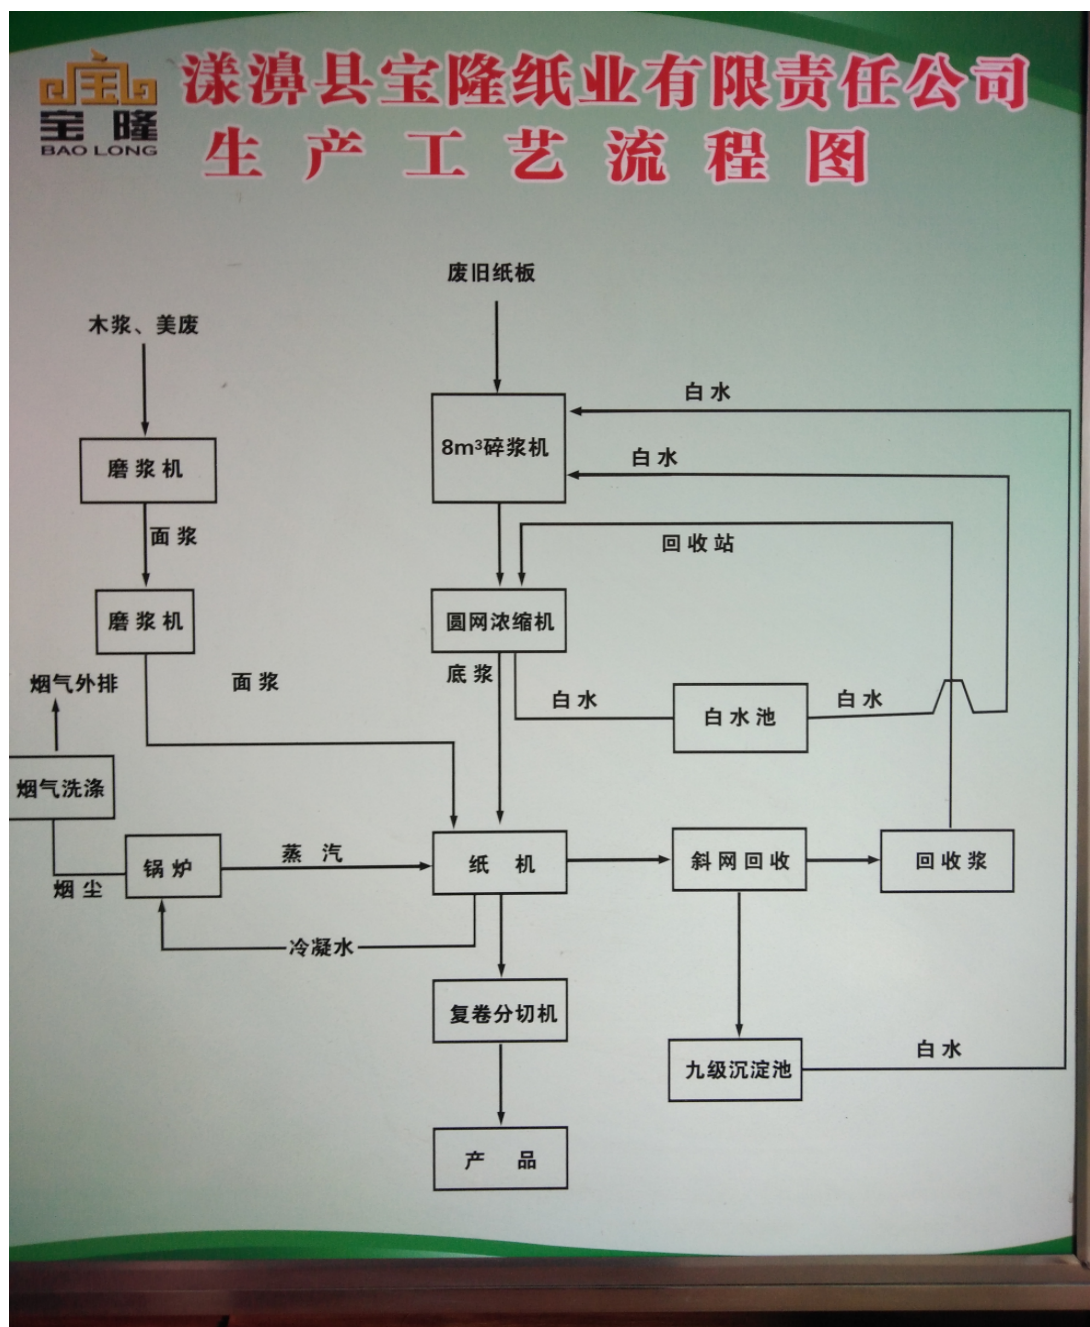 宝隆
BAO LONG
漾濞县宝隆纸业有限责任公司
生产工艺流程图
废旧纸板
木浆、美废
白水
8m³碎浆机
磨浆机
白水
面浆
回收站
磨浆机
圆网浓缩机
烟气外排
面浆
底浆
白水
白水池
白水
烟气洗涤
锅炉
蒸汽
纸机
斜网回收
回收浆
烟尘
冷凝水
复卷分切机
九级沉淀池
白水
产品